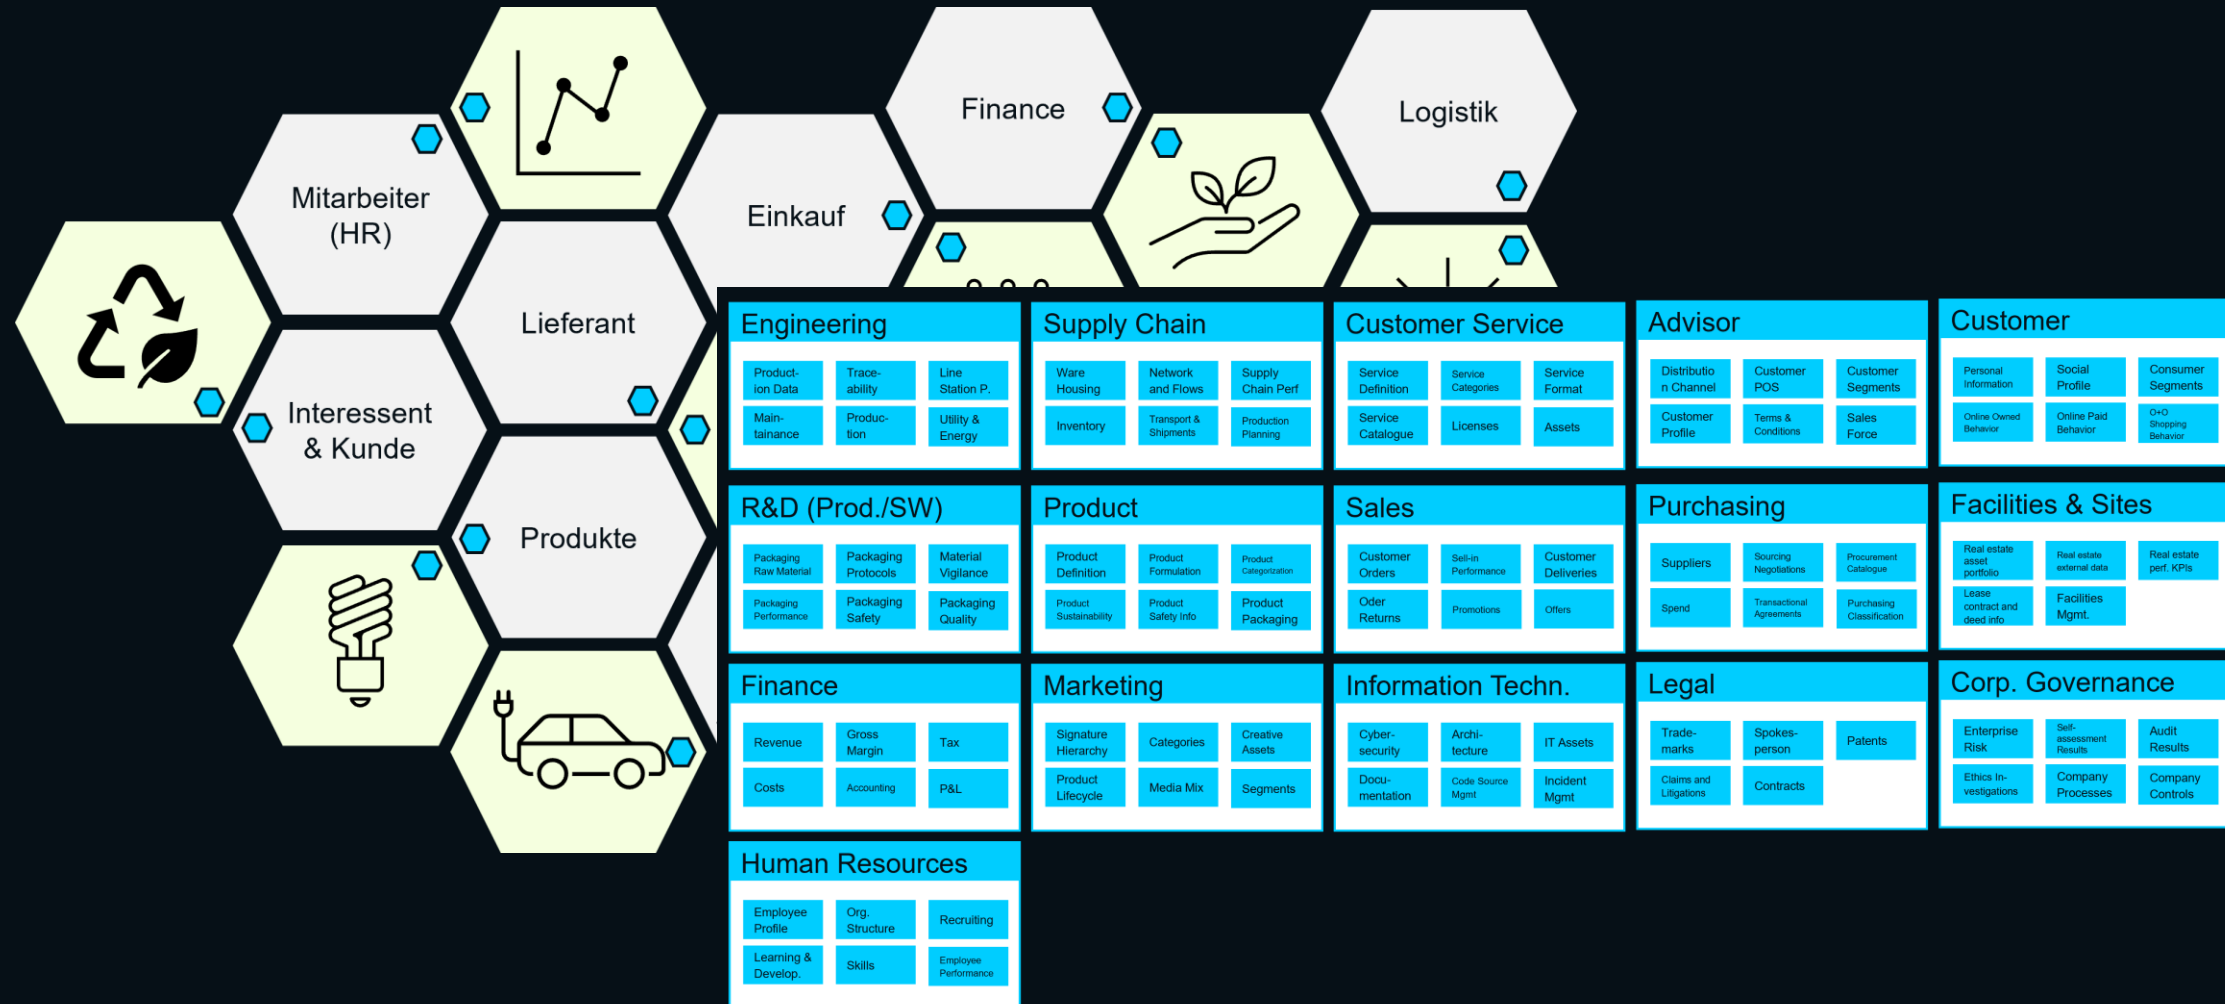 Finance
Logistik
Mitarbeiter
(HR)
Einkauf
Lieferant
Interessent
& Kunde
Produkte
Engineering
Product-
ion Data
Trace-
ability
Line
Station P.
Main-
tainance
Produc-
tion
Utility &
Energy
Supply Chain
Ware
Housing
Network
and Flows
Supply
Chain Perf
Inventory
Transport &
Shipments
Production
Planning
Customer Service
Service
Definition
Service
Categories
Service
Format
Service
Catalogue
Licenses
Assets
Advisor
Distributio
n Channel
Customer
POS
Customer
Segments
Customer
Profile
Terms &
Conditions
Sales
Force
Customer
Personal
Information
Social
Profile
Consumer
Segments
Online Owned
Behavior
Online Paid
Behavior
O+O
Shopping
Behavior
R&D (Prod./SW)
Packaging
Raw Material
Packaging
Protocols
Material
Vigilance
Packaging
Performance
Packaging
Safety
Packaging
Quality
Product
Product
Definition
Product
Formulation
Product
Categorization
Product
Sustainability
Product
Safety Info
Product
Packaging
Sales
Customer
Orders
Sell-in
Performance
Customer
Deliveries
Oder
Returns
Promotions
Offers
Purchasing
Suppliers
Sourcing
Negotiations
Procurement
Catalogue
Spend
Transactional
Agreements
Purchasing
Classification
Facilities & Sites
Real estate
asset
portfolio
Real estate
external data
Real estate
perf. KPIs
Lease
contract and
deed info
Facilities
Mgmt.
Finance
Revenue
Gross
Margin
Tax
Costs
Accounting
P&L
Marketing
Signature
Hierarchy
Categories
Creative
Assets
Product
Lifecycle
Media Mix
Segments
Information Techn.
Cyber-
security
Archi-
tecture
IT Assets
Docu-
mentation
Code Source
Mgmt
Incident
Mgmt
Legal
Trade-
marks
Spokes-
person
Patents
Claims and
Litigations
Contracts
Corp. Governance
Enterprise
Risk
Self-
assessment
Results
Audit
Results
Ethics In-
vestigations
Company
Processes
Company
Controls
Human Resources
Employee
Profile
Org.
Structure
Recruiting
Learning &
Develop.
Skills
Employee
Performance